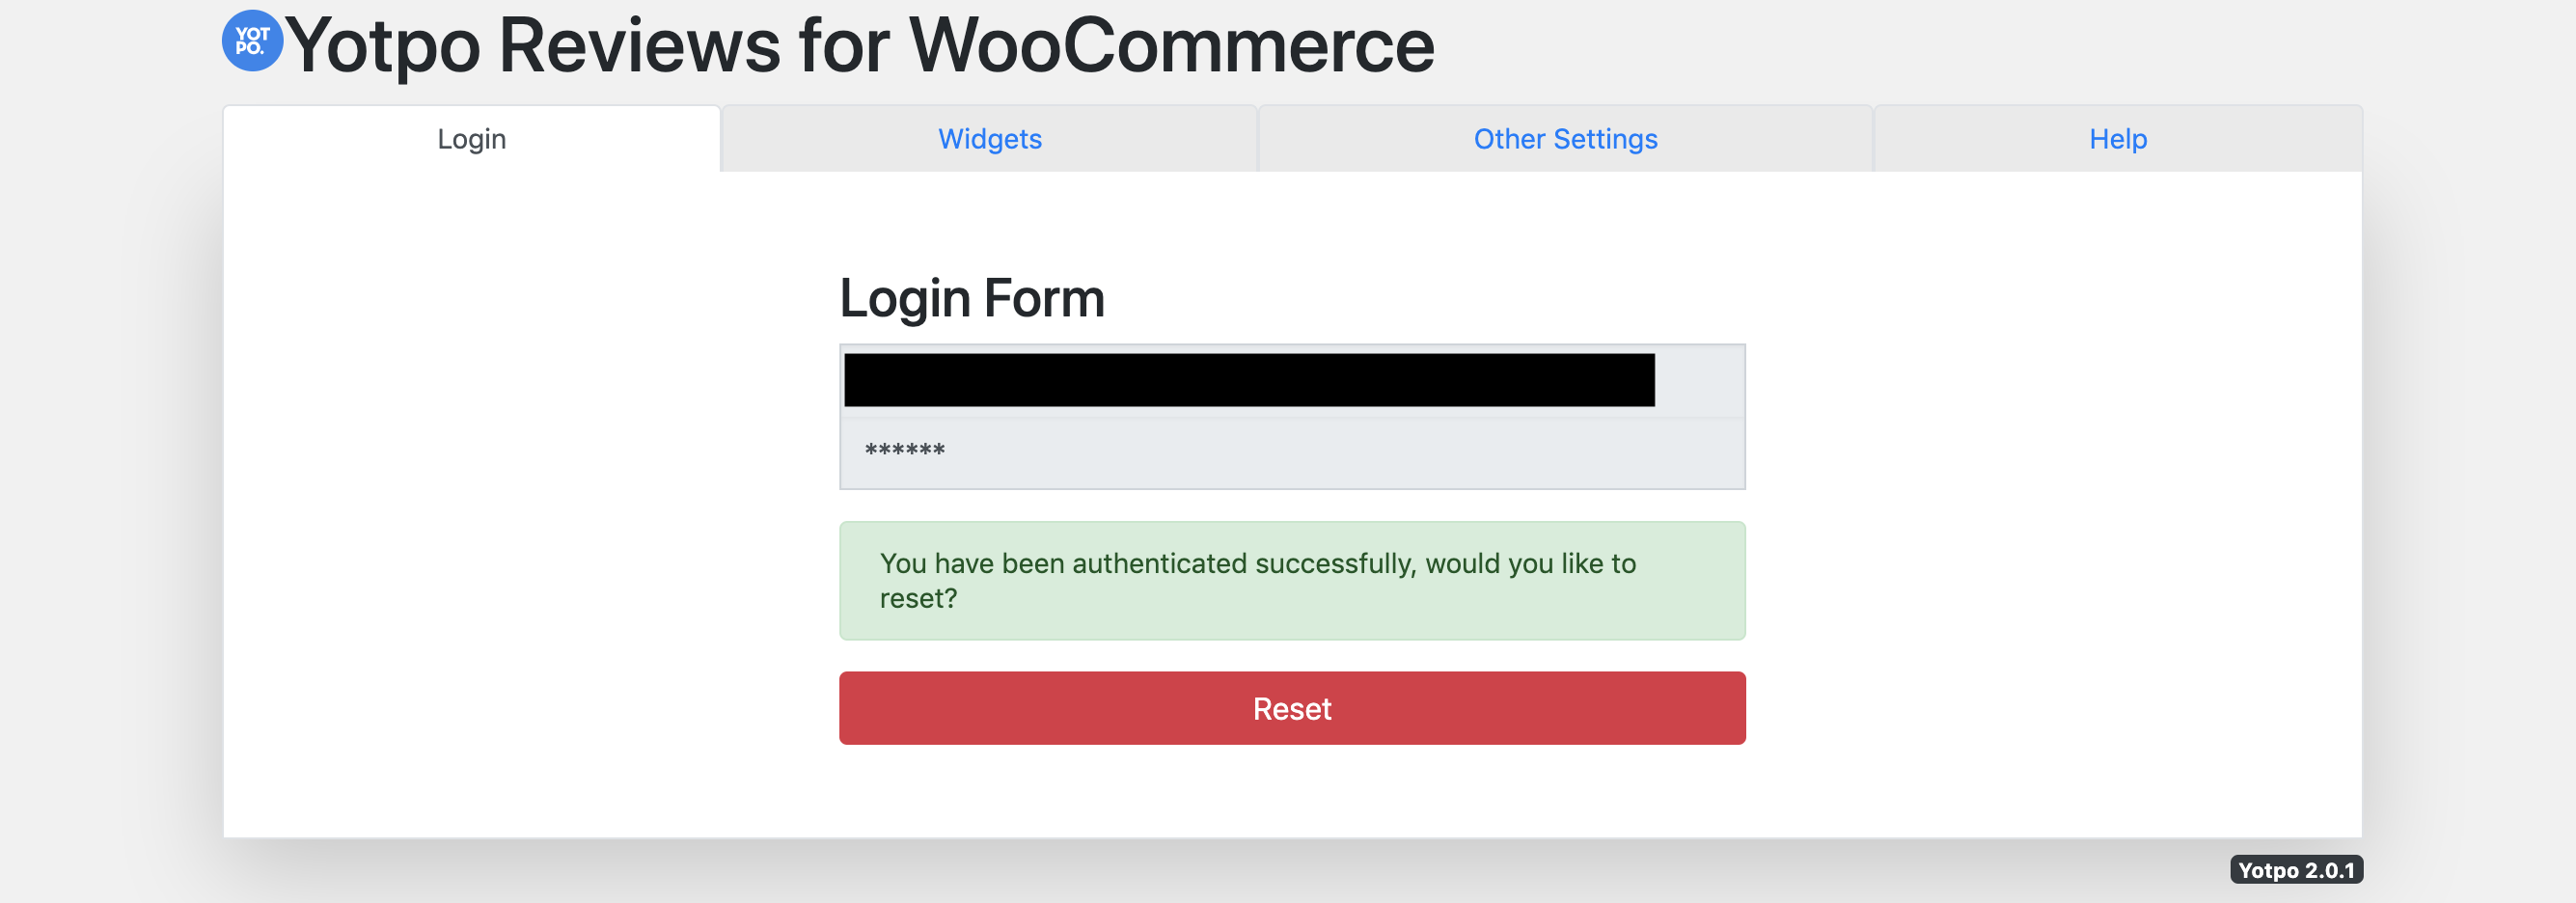 YOT
PO.
Yotpo Reviews for WooCommerce
Login
Widgets
Other Settings
Help
Login Form
******
You have been authenticated successfully, would you like to
reset?
Reset
Yotpo 2.0.1